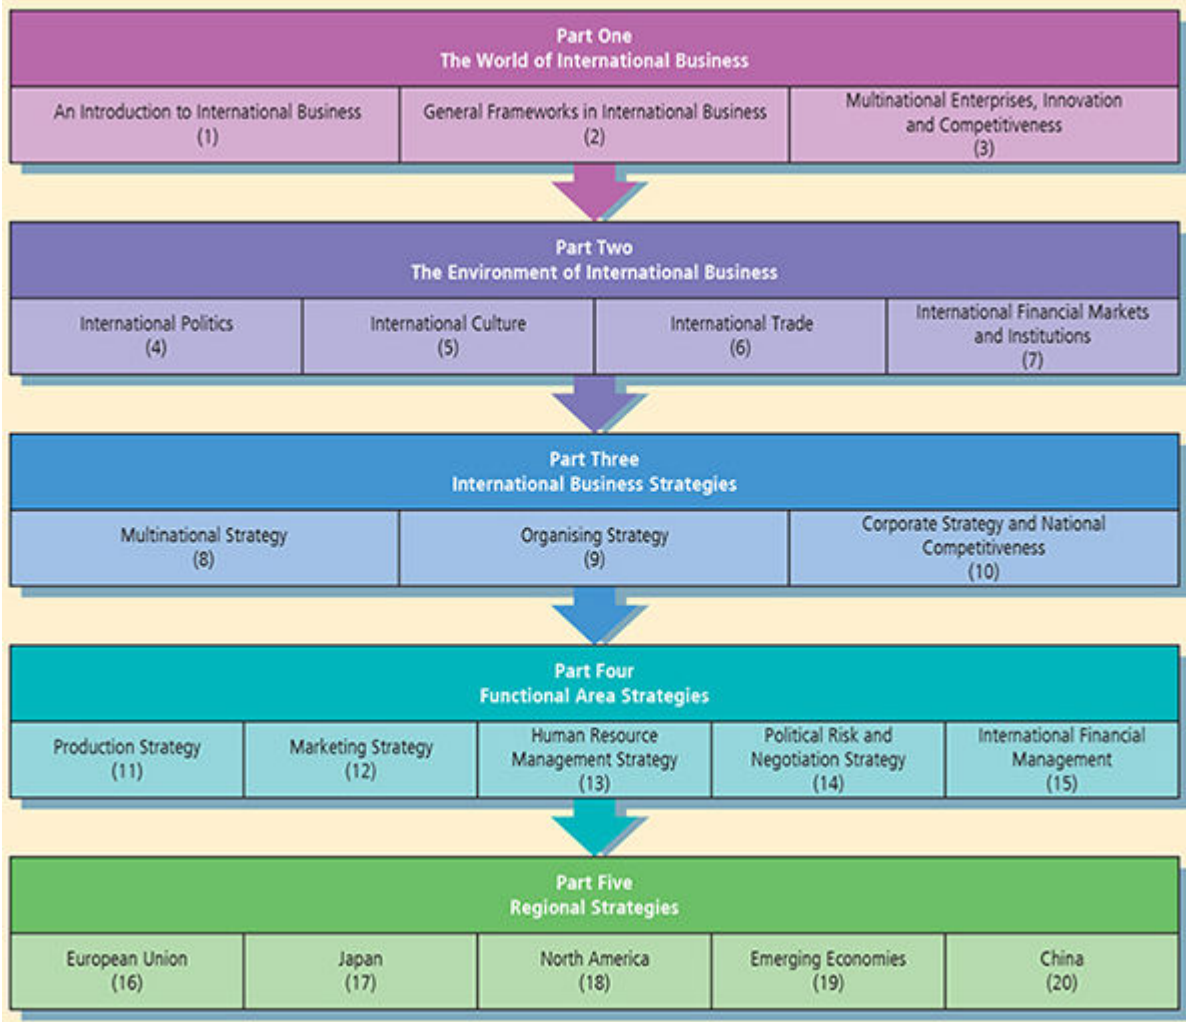 Part One
The World of International Business
An Introduction to International Business
(1)
General Frameworks in International Business
(2)
Multinational Enterprises, Innovation
and Competitiveness
(3)
Part Two
The Environment of International Business
International Politics
(4)
International Culture
(5)
International Trade
(6)
International Financial Markets
and Institutions
(7)
Part Three
International Business Strategies
Multinational Strategy
(8)
Organising Strategy
(9)
Corporate Strategy and National
Competitiveness
(10)
Part Four
Functional Area Strategies
Production Strategy
(11)
Marketing Strategy
(12)
Human Resource
Management Strategy
(13)
Political Risk and
Negotiation Strategy
(14)
International Financial
Management
(15)
Part Five
Regional Strategies
European Union
(16)
Japan
(17)
North America
(18)
Emerging Economies
(19)
China
(20)